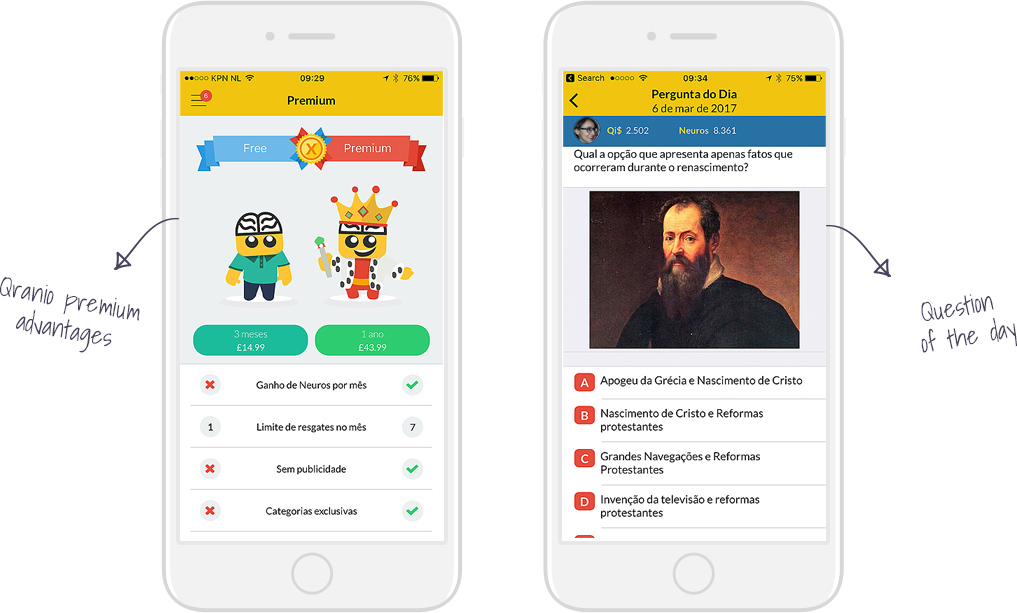 KPN NL 09:29 76%
6
Premium
Free X Premium
3 meses 1 ano
£14.99 £43.99
Ganho de Neuros por mês
1 Limite de resgates no mês 7
Sem publicidade
Categorias exclusivas
Qranio premium
advantages
Search 09:34 75%
Pergunta do Dia
6 de mar de 2017
Qi$ 2.502 Neuros 8.361
Qual a opção que apresenta apenas fatos que
ocorreram durante o renascimento?
A Apogeu da Grécia e Nascimento de Cristo
B Nascimento de Cristo e Reformas
protestantes
C Grandes Navegações e Reformas
Protestantes
D Invenção da televisão e reformas
protestantes
Question
of the day